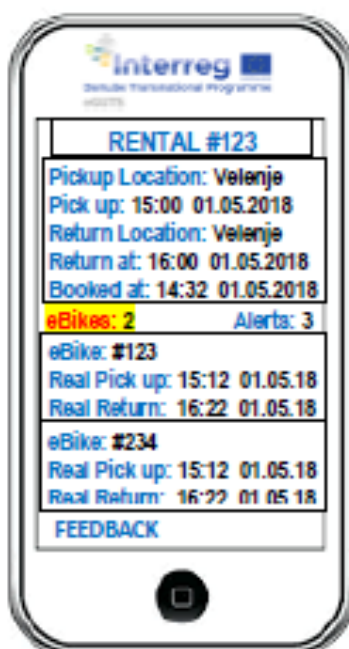 Interreg
Danube Transnational Programme
RENTAL #123
Pickup Location: Velenje
Pick up: 15:00 01.05.2018
Return Location: Velenje
Return at: 16:00 01.05.2018
Booked at: 14:32 01.05.2018
eBikes: 2 Alerts: 3
eBike: #123
Real Pick up: 15:12 01.05.18
Real Return: 16:22 01.05.18
eBike: #234
Real Pick up: 15:12 01.05.18
Real Return: 16:22 01.05.18
FEEDBACK